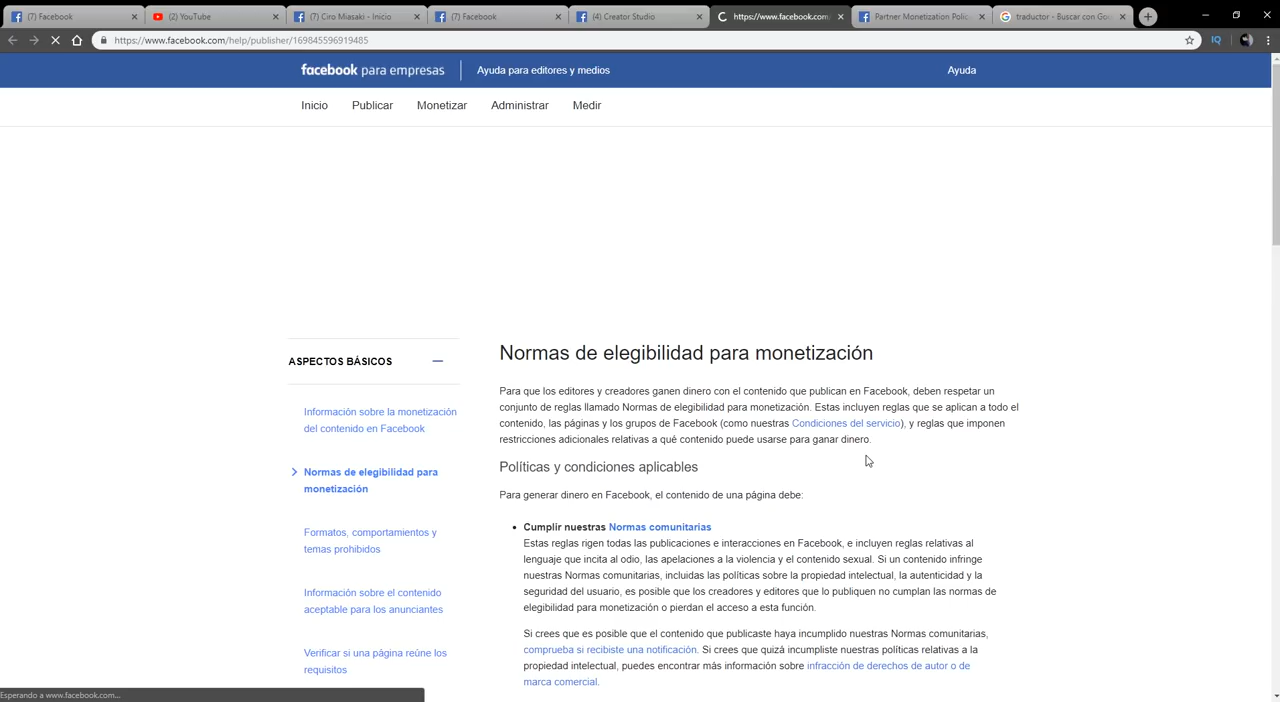 (7) Facebook
(2) YouTube
(7) Ciro Miasaki - Inicio
(7) Facebook
(4) Creator Studio
https://www.facebook.com
Partner Monetization Polic
traductor - Buscar con Goo
https://www.facebook.com/help/publisher/169845596919485
IQ
facebook para empresas
Ayuda para editores y medios
Ayuda
Inicio
Publicar
Monetizar
Administrar
Medir
ASPECTOS BÁSICOS
Información sobre la monetización
del contenido en Facebook
Normas de elegibilidad para
monetización
Formatos, comportamientos y
temas prohibidos
Información sobre el contenido
aceptable para los anunciantes
Verificar si una página reúne los
requisitos
Normas de elegibilidad para monetización
Para que los editores y creadores ganen dinero con el contenido que publican en Facebook, deben respetar un
conjunto de reglas llamado Normas de elegibilidad para monetización. Estas incluyen reglas que se aplican a todo el
contenido, las páginas y los grupos de Facebook (como nuestras Condiciones del servicio), y reglas que imponen
restricciones adicionales relativas a qué contenido puede usarse para ganar dinero.
Políticas y condiciones aplicables
Para generar dinero en Facebook, el contenido de una página debe:
• Cumplir nuestras Normas comunitarias
Estas reglas rigen todas las publicaciones e interacciones en Facebook, e incluyen reglas relativas al
lenguaje que incita al odio, las apelaciones a la violencia y el contenido sexual. Si un contenido infringe
nuestras Normas comunitarias, incluidas las políticas sobre la propiedad intelectual, la autenticidad y la
seguridad del usuario, es posible que los creadores y editores que lo publiquen no cumplan las normas de
elegibilidad para monetización o pierdan el acceso a esta función.
Si crees que es posible que el contenido que publicaste haya incumplido nuestras Normas comunitarias,
comprueba si recibiste una notificación. Si crees que quizá incumpliste nuestras políticas relativas a la
propiedad intelectual, puedes encontrar más información sobre infracción de derechos de autor o de
marca comercial.
Esperando a www.facebook.com...